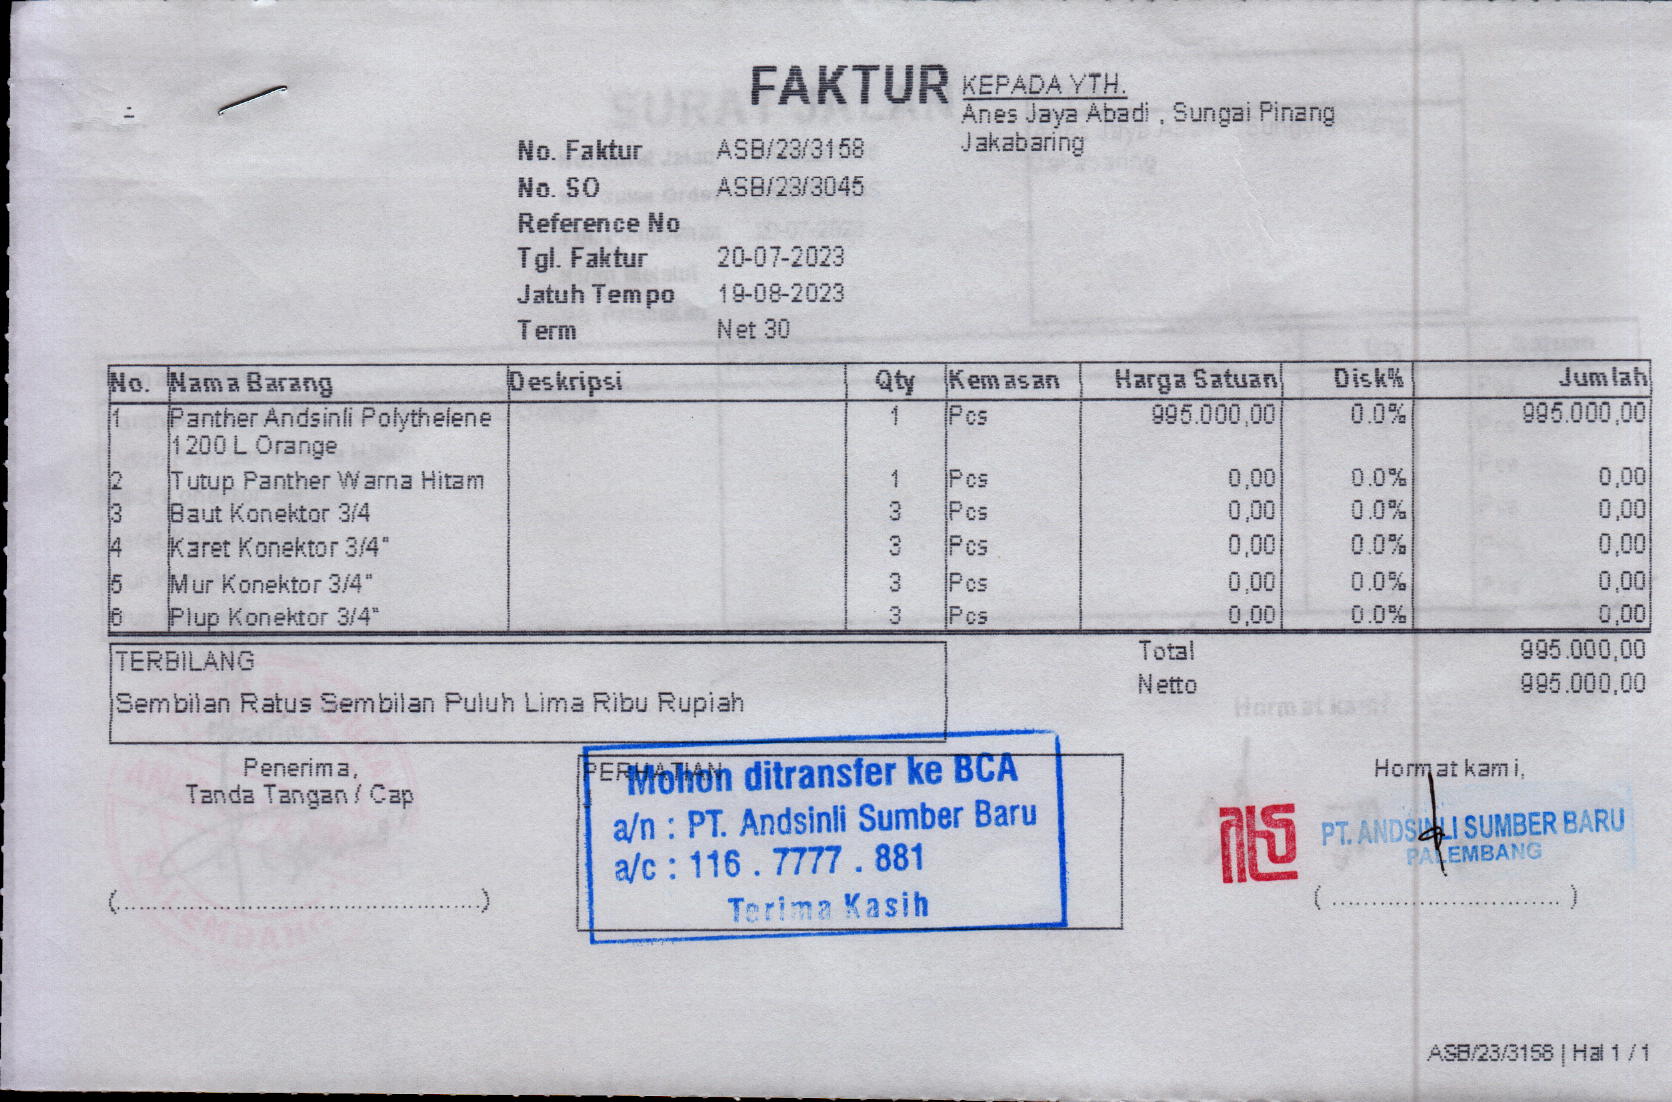 FAKTUR
KEPADA YTH.
Anes Jaya Abadi , Sungai Pinang
Jakabaring
No. Faktur ASB/23/3158
No. SO ASB/23/3045
Reference No
Tgl. Faktur 20-07-2023
Jatuh Tempo 19-08-2023
Term Net 30
No. Nama Barang Deskripsi Qty Kemasan Harga Satuan Disk% Jumlah
1 Panther Andsinli Polythelene 1 Pcs 995.000,00 0.0% 995.000,00
1200 L Orange
2 Tutup Panther Warna Hitam 1 Pcs 0,00 0.0% 0,00
3 Baut Konektor 3/4 3 Pcs 0,00 0.0% 0,00
4 Karet Konektor 3/4" 3 Pcs 0,00 0.0% 0,00
5 Mur Konektor 3/4" 3 Pcs 0,00 0.0% 0,00
6 Plup Konektor 3/4" 3 Pcs 0,00 0.0% 0,00
TERBILANG
Sembilan Ratus Sembilan Puluh Lima Ribu Rupiah
Total 995.000,00
Netto 995.000,00
Penerima,
Tanda Tangan / Cap
PERHATIAN
Mohon ditransfer ke BCA
a/n : PT. Andsinli Sumber Baru
a/c : 116 . 7777 . 881
Terima Kasih
Hormat kami,
PT. ANDSINLI SUMBER BARU
PALEMBANG
ASB/23/3158 | Hal 1 / 1